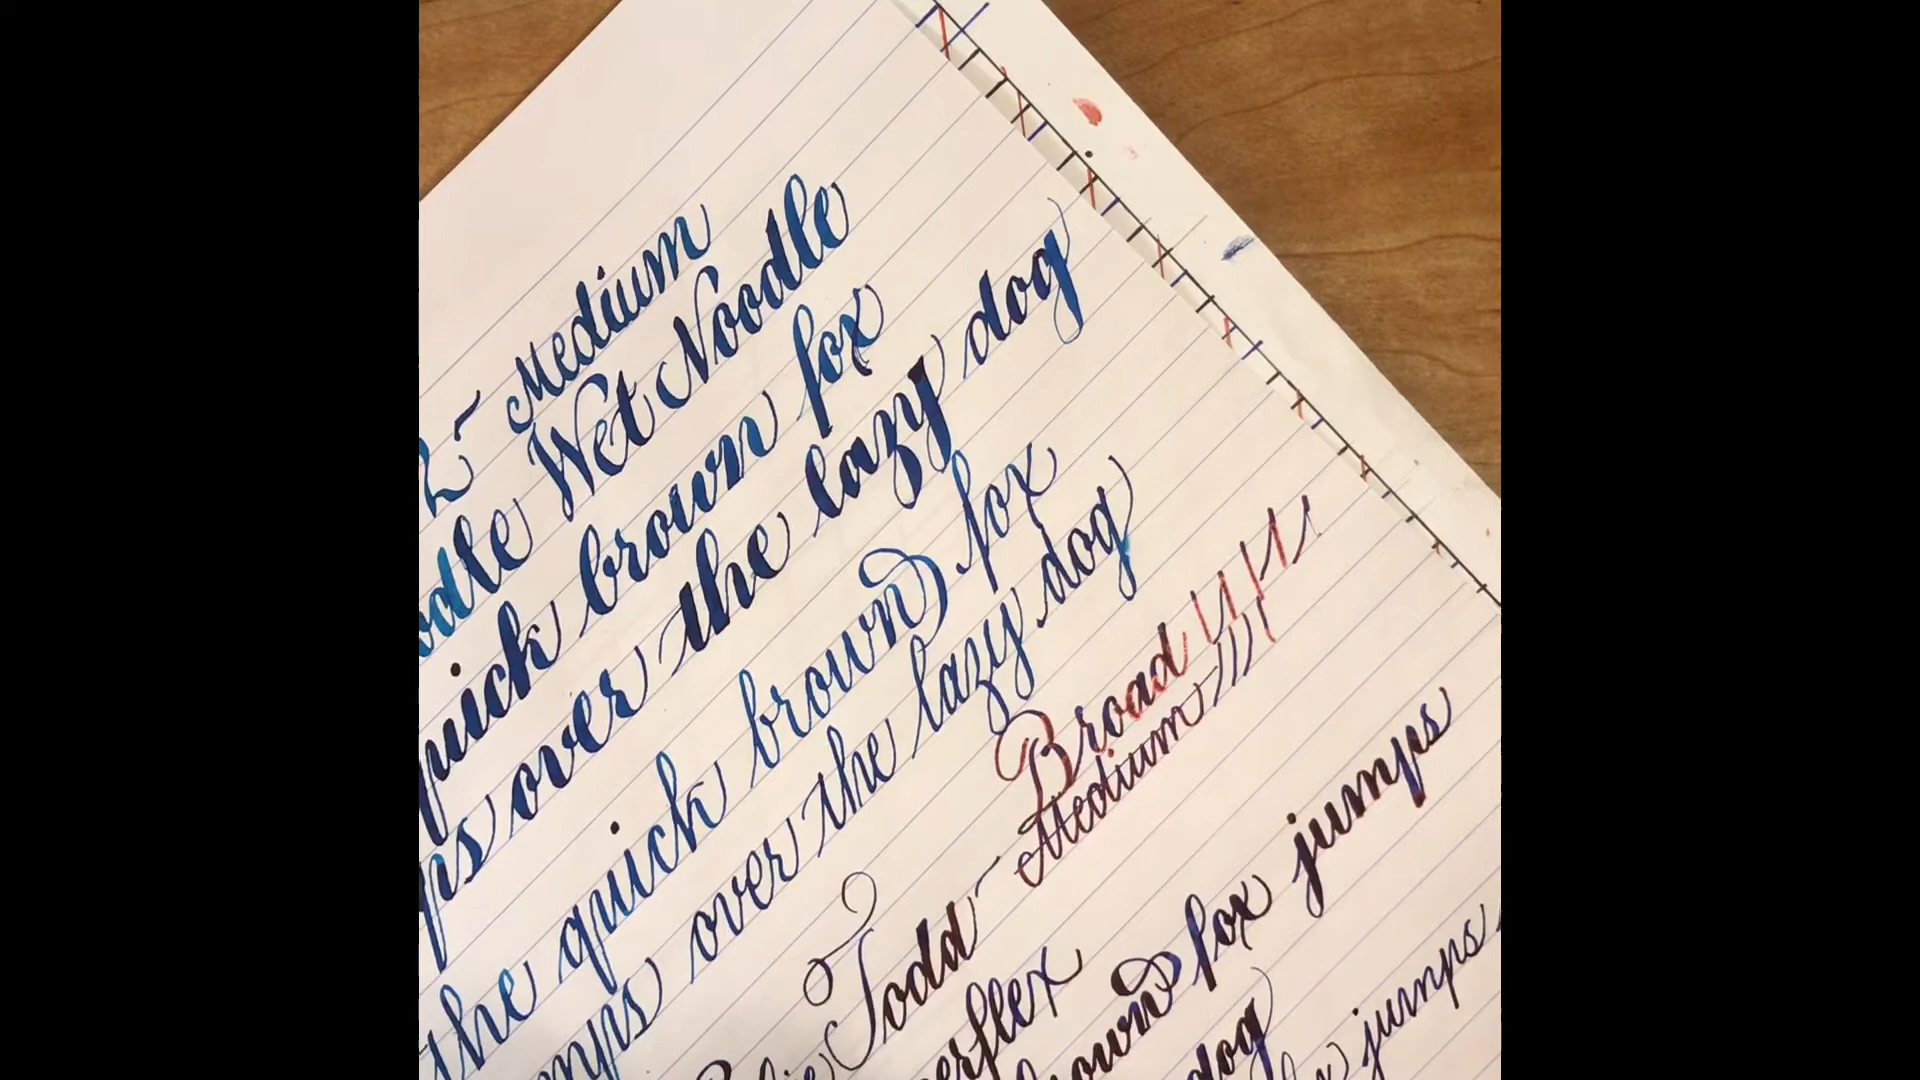 Medium
Wet Noodle
quick brown fox
over the lazy dog
the quick brown fox
over the lazy dog
Broad
Medium
Todd -
fox jumps
dog
jumps